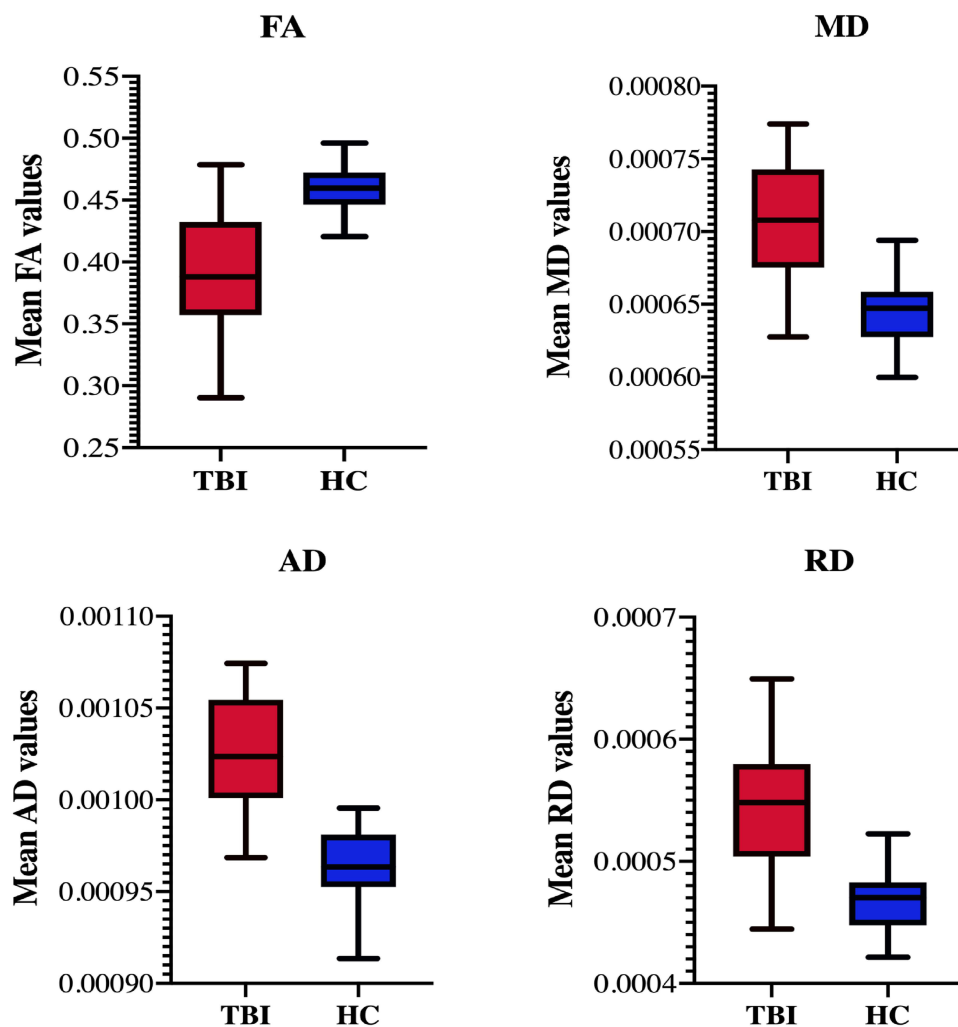 FA
Mean FA values
0.55
0.50
0.45
0.40
0.35
0.30
0.25
TBI HC
MD
Mean MD values
0.00080
0.00075
0.00070
0.00065
0.00060
0.00055
TBI HC
AD
Mean AD values
0.00110
0.00105
0.00100
0.00095
0.00090
TBI HC
RD
Mean RD values
0.0007
0.0006
0.0005
0.0004
TBI HC